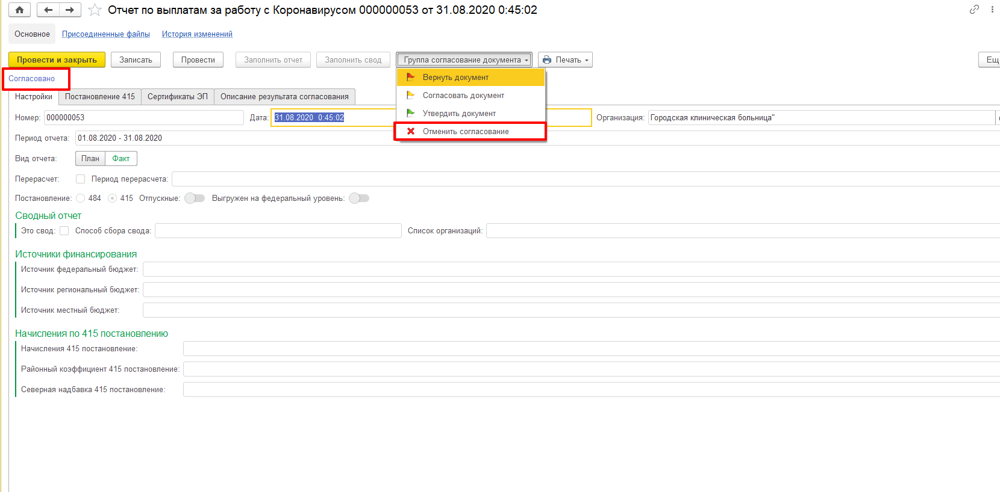 Отчет по выплатам за работу с Коронавирусом 000000053 от 31.08.2020 0:45:02
Основное Присоединенные файлы История изменений
Провести и закрыть Записать Провести Заполнить отчет Заполнить свод Группа согласование документа Печать
Согласовано
Вернуть документ
Согласовать документ
Утвердить документ
Отменить согласование
Настройки Постановление 415 Сертификаты ЭП Описание результата согласования
Номер: 000000053 Дата: 31.08.2020 0:45:02 Организация: Городская клиническая больница"
Период отчета: 01.08.2020 - 31.08.2020
Вид отчета: План Факт
Перерасчет: Период перерасчета:
Постановление: 484 415 Отпускные: Выгружен на федеральный уровень:
Сводный отчет
Это свод: Способ сбора свода: Список организаций:
Источники финансирования
Источник федеральный бюджет:
Источник региональный бюджет:
Источник местный бюджет:
Начисления по 415 постановлению
Начисления 415 постановление:
Районный коэффициент 415 постановление:
Северная надбавка 415 постановление: